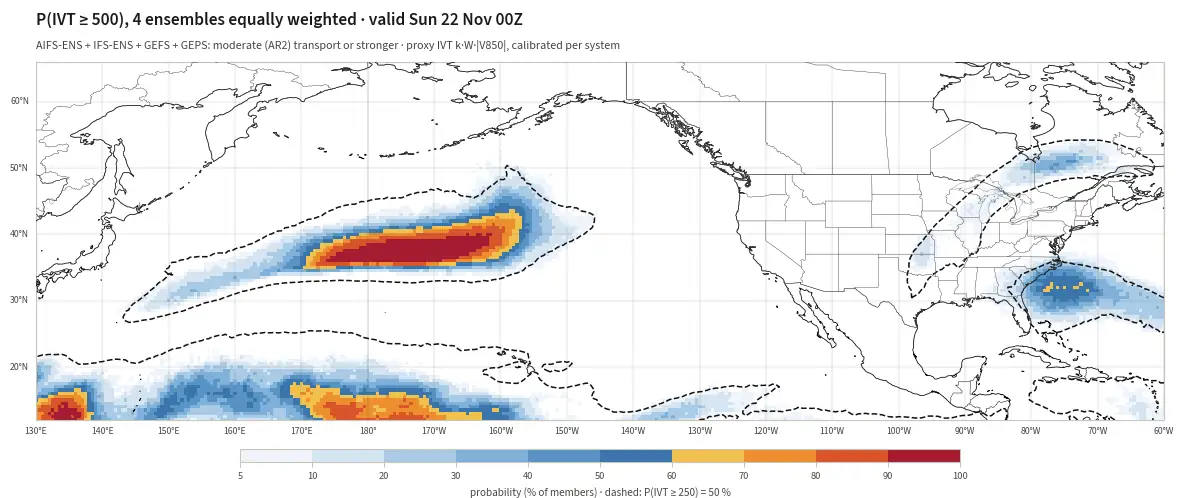 P(IVT ≥ 500), 4 ensembles equally weighted · valid Sun 22 Nov 00Z
AIFS-ENS + IFS-ENS + GEFS + GEPS: moderate (AR2) transport or stronger · proxy IVT k·W·|V850|, calibrated per system
60°N
50°N
40°N
30°N
20°N
130°E 140°E 150°E 160°E 170°E 180° 170°W 160°W 150°W 140°W 130°W 120°W 110°W 100°W 90°W 80°W 70°W 60°W
5 10 20 30 40 50 60 70 80 90 100
probability (% of members) · dashed: P(IVT ≥ 250) = 50 %